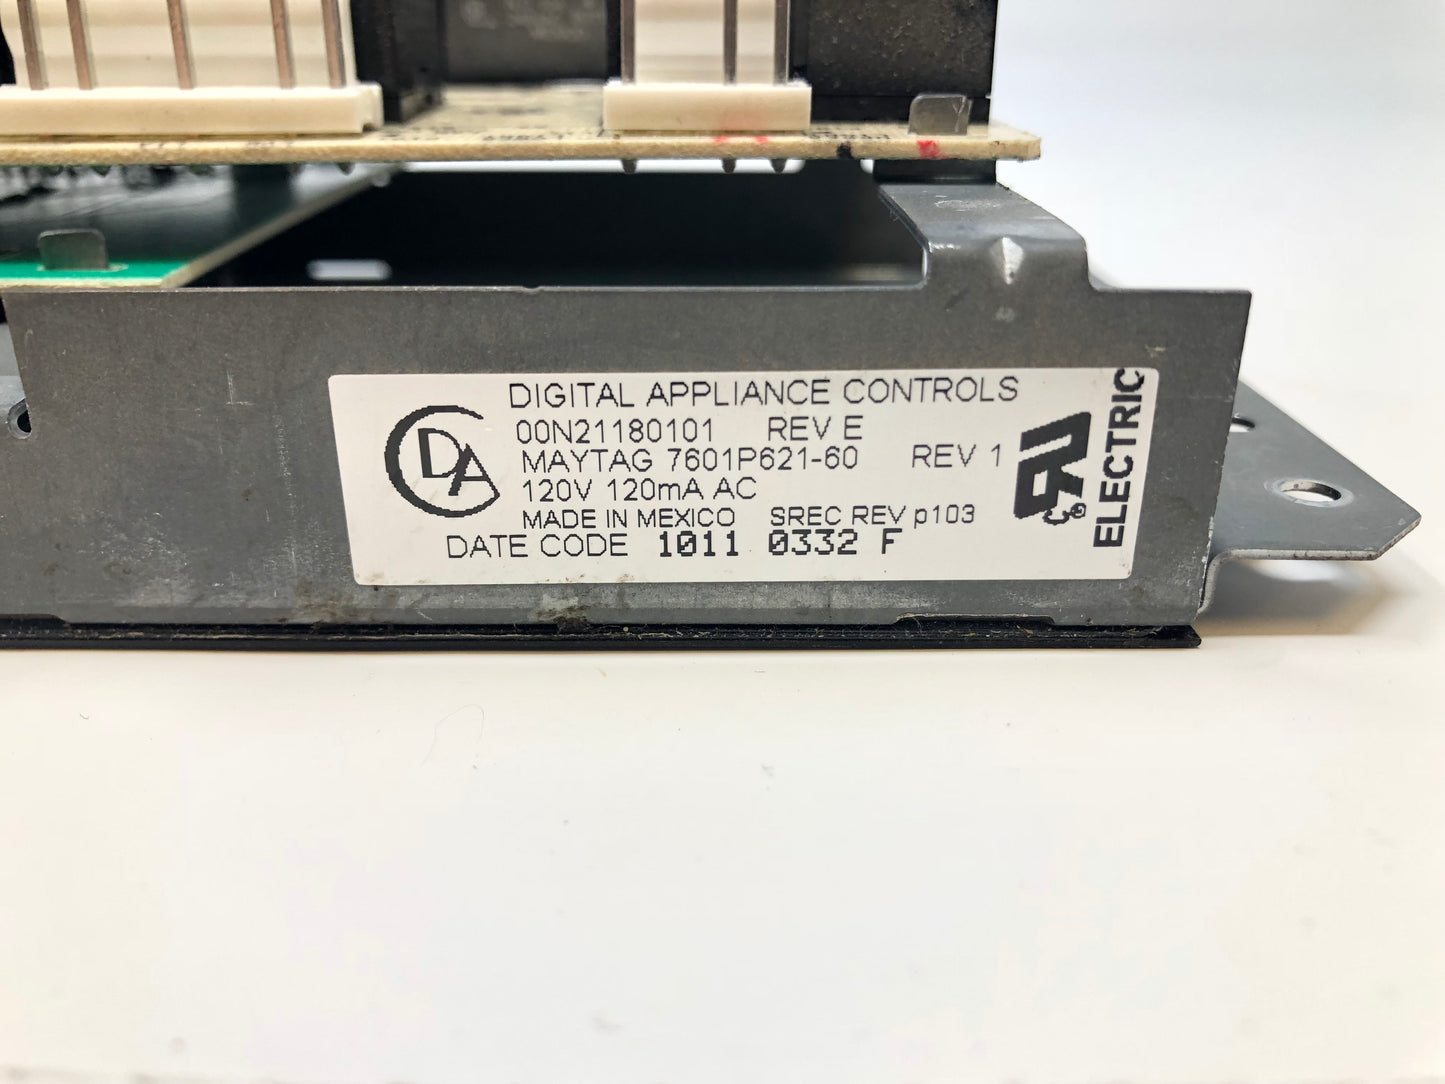 DIGITAL APPLIANCE CONTROLS
DA
00N21180101 REV E
MAYTAG 7601P621-60 REV 1
120V 120mA AC
MADE IN MEXICO SREC REV p103
DATE CODE 1011 0332 F
c RU ®
ELECTRIC